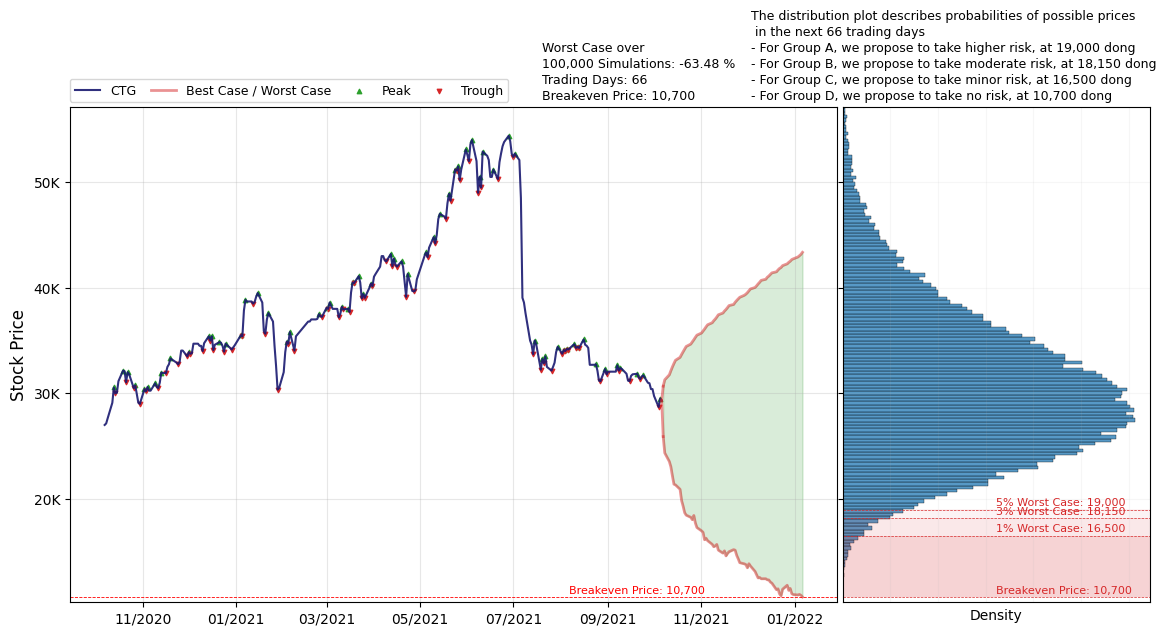 The distribution plot describes probabilities of possible prices
in the next 66 trading days
- For Group A, we propose to take higher risk, at 19,000 dong
- For Group B, we propose to take moderate risk, at 18,150 dong
- For Group C, we propose to take minor risk, at 16,500 dong
- For Group D, we propose to take no risk, at 10,700 dong
Worst Case over
100,000 Simulations: -63.48 %
Trading Days: 66
Breakeven Price: 10,700
CTG Best Case / Worst Case Peak Trough
Stock Price
50K
40K
30K
20K
5% Worst Case: 19,000
3% Worst Case: 18,150
1% Worst Case: 16,500
Breakeven Price: 10,700
Breakeven Price: 10,700
11/2020 01/2021 03/2021 05/2021 07/2021 09/2021 11/2021 01/2022
Density